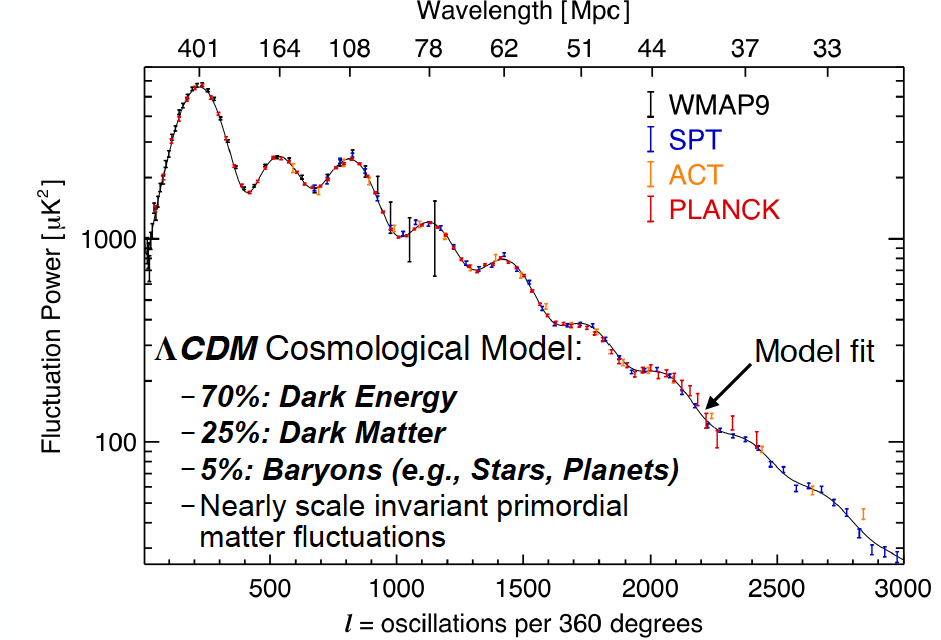 Wavelength [Mpc]
401 164 108 78 62 51 44 37 33
WMAP9
SPT
ACT
PLANCK
Fluctuation Power [μK²]
1000
100
ΛCDM Cosmological Model:
–70%: Dark Energy
–25%: Dark Matter
–5%: Baryons (e.g., Stars, Planets)
–Nearly scale invariant primordial
matter fluctuations
Model fit
500 1000 1500 2000 2500 3000
l = oscillations per 360 degrees